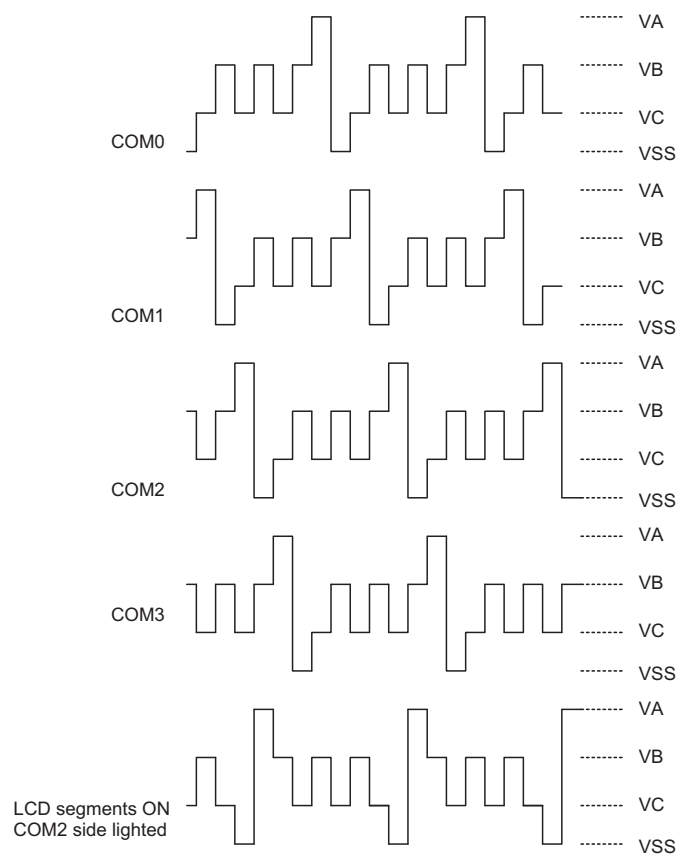 VA
VB
VC
COM0
VSS
VA
VB
VC
COM1
VSS
VA
VB
VC
COM2
VSS
VA
VB
COM3
VC
VSS
VA
VB
LCD segments ON
VC
COM2 side lighted
VSS